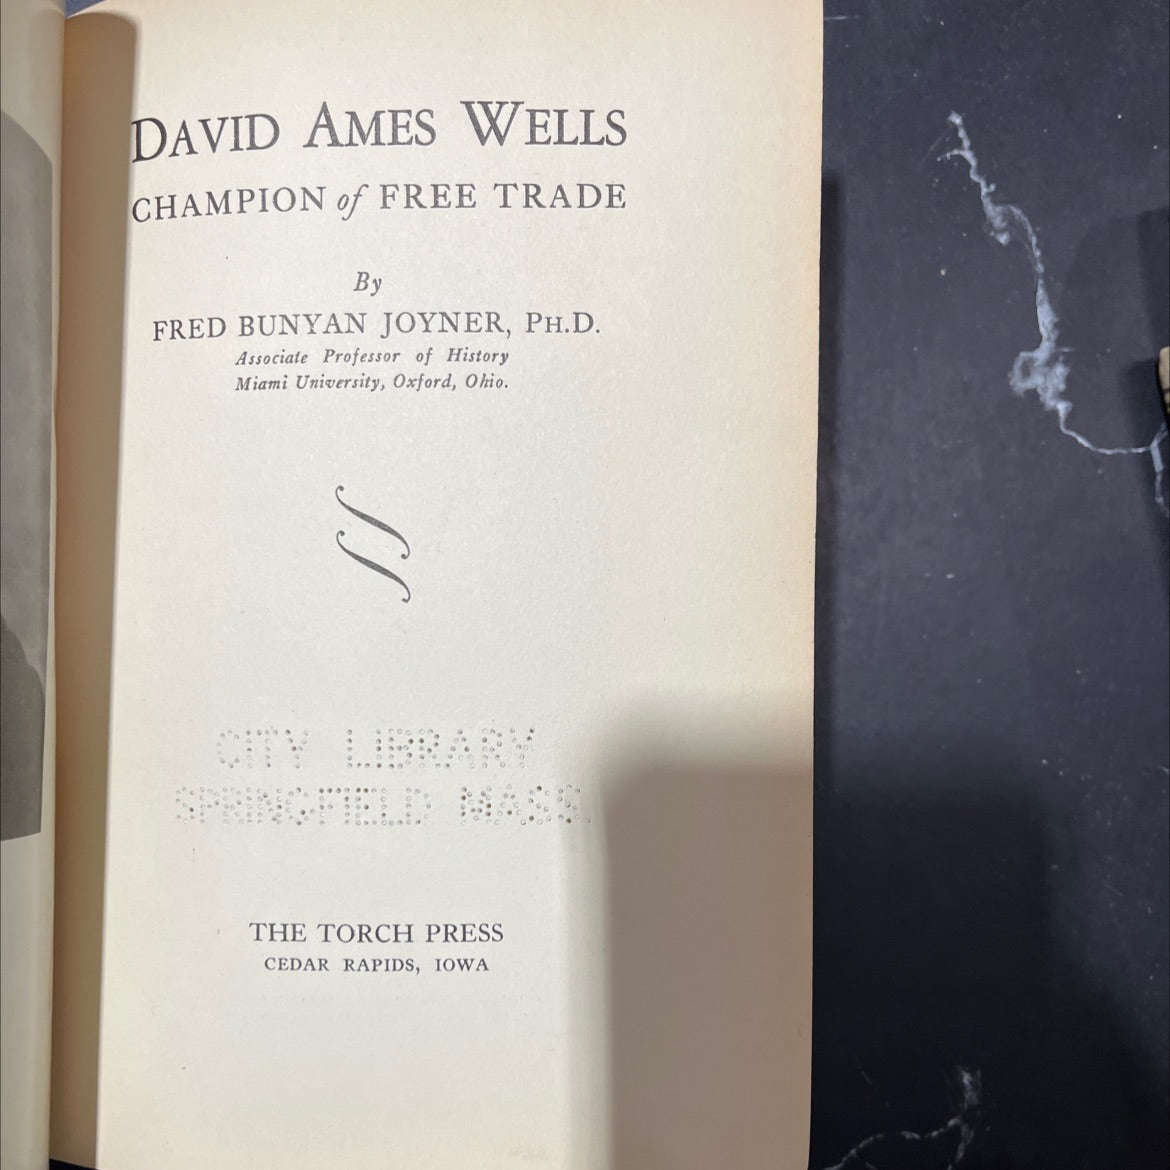 DAVID AMES WELLS
CHAMPION of FREE TRADE
By
FRED BUNYAN JOYNER, PH.D.
Associate Professor of History
Miami University, Oxford, Ohio.
CITY LIBRARY
SPRINGFIELD MASS.
THE TORCH PRESS
CEDAR RAPIDS, IOWA